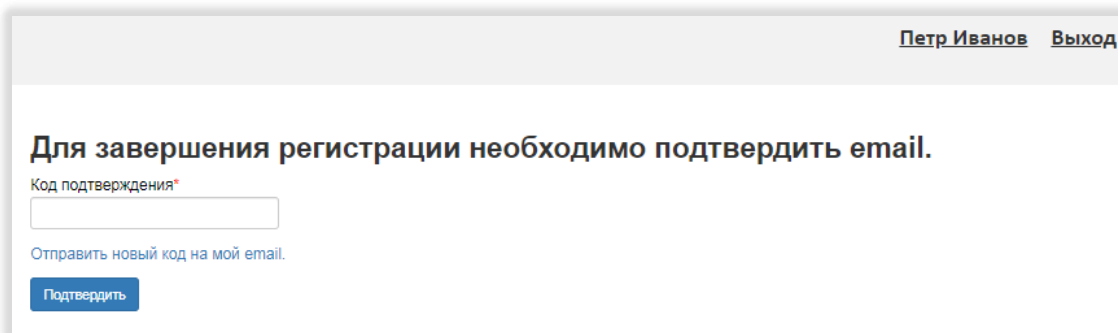 Петр Иванов Выход
Для завершения регистрации необходимо подтвердить email.
Код подтверждения*
Отправить новый код на мой email.
Подтвердить